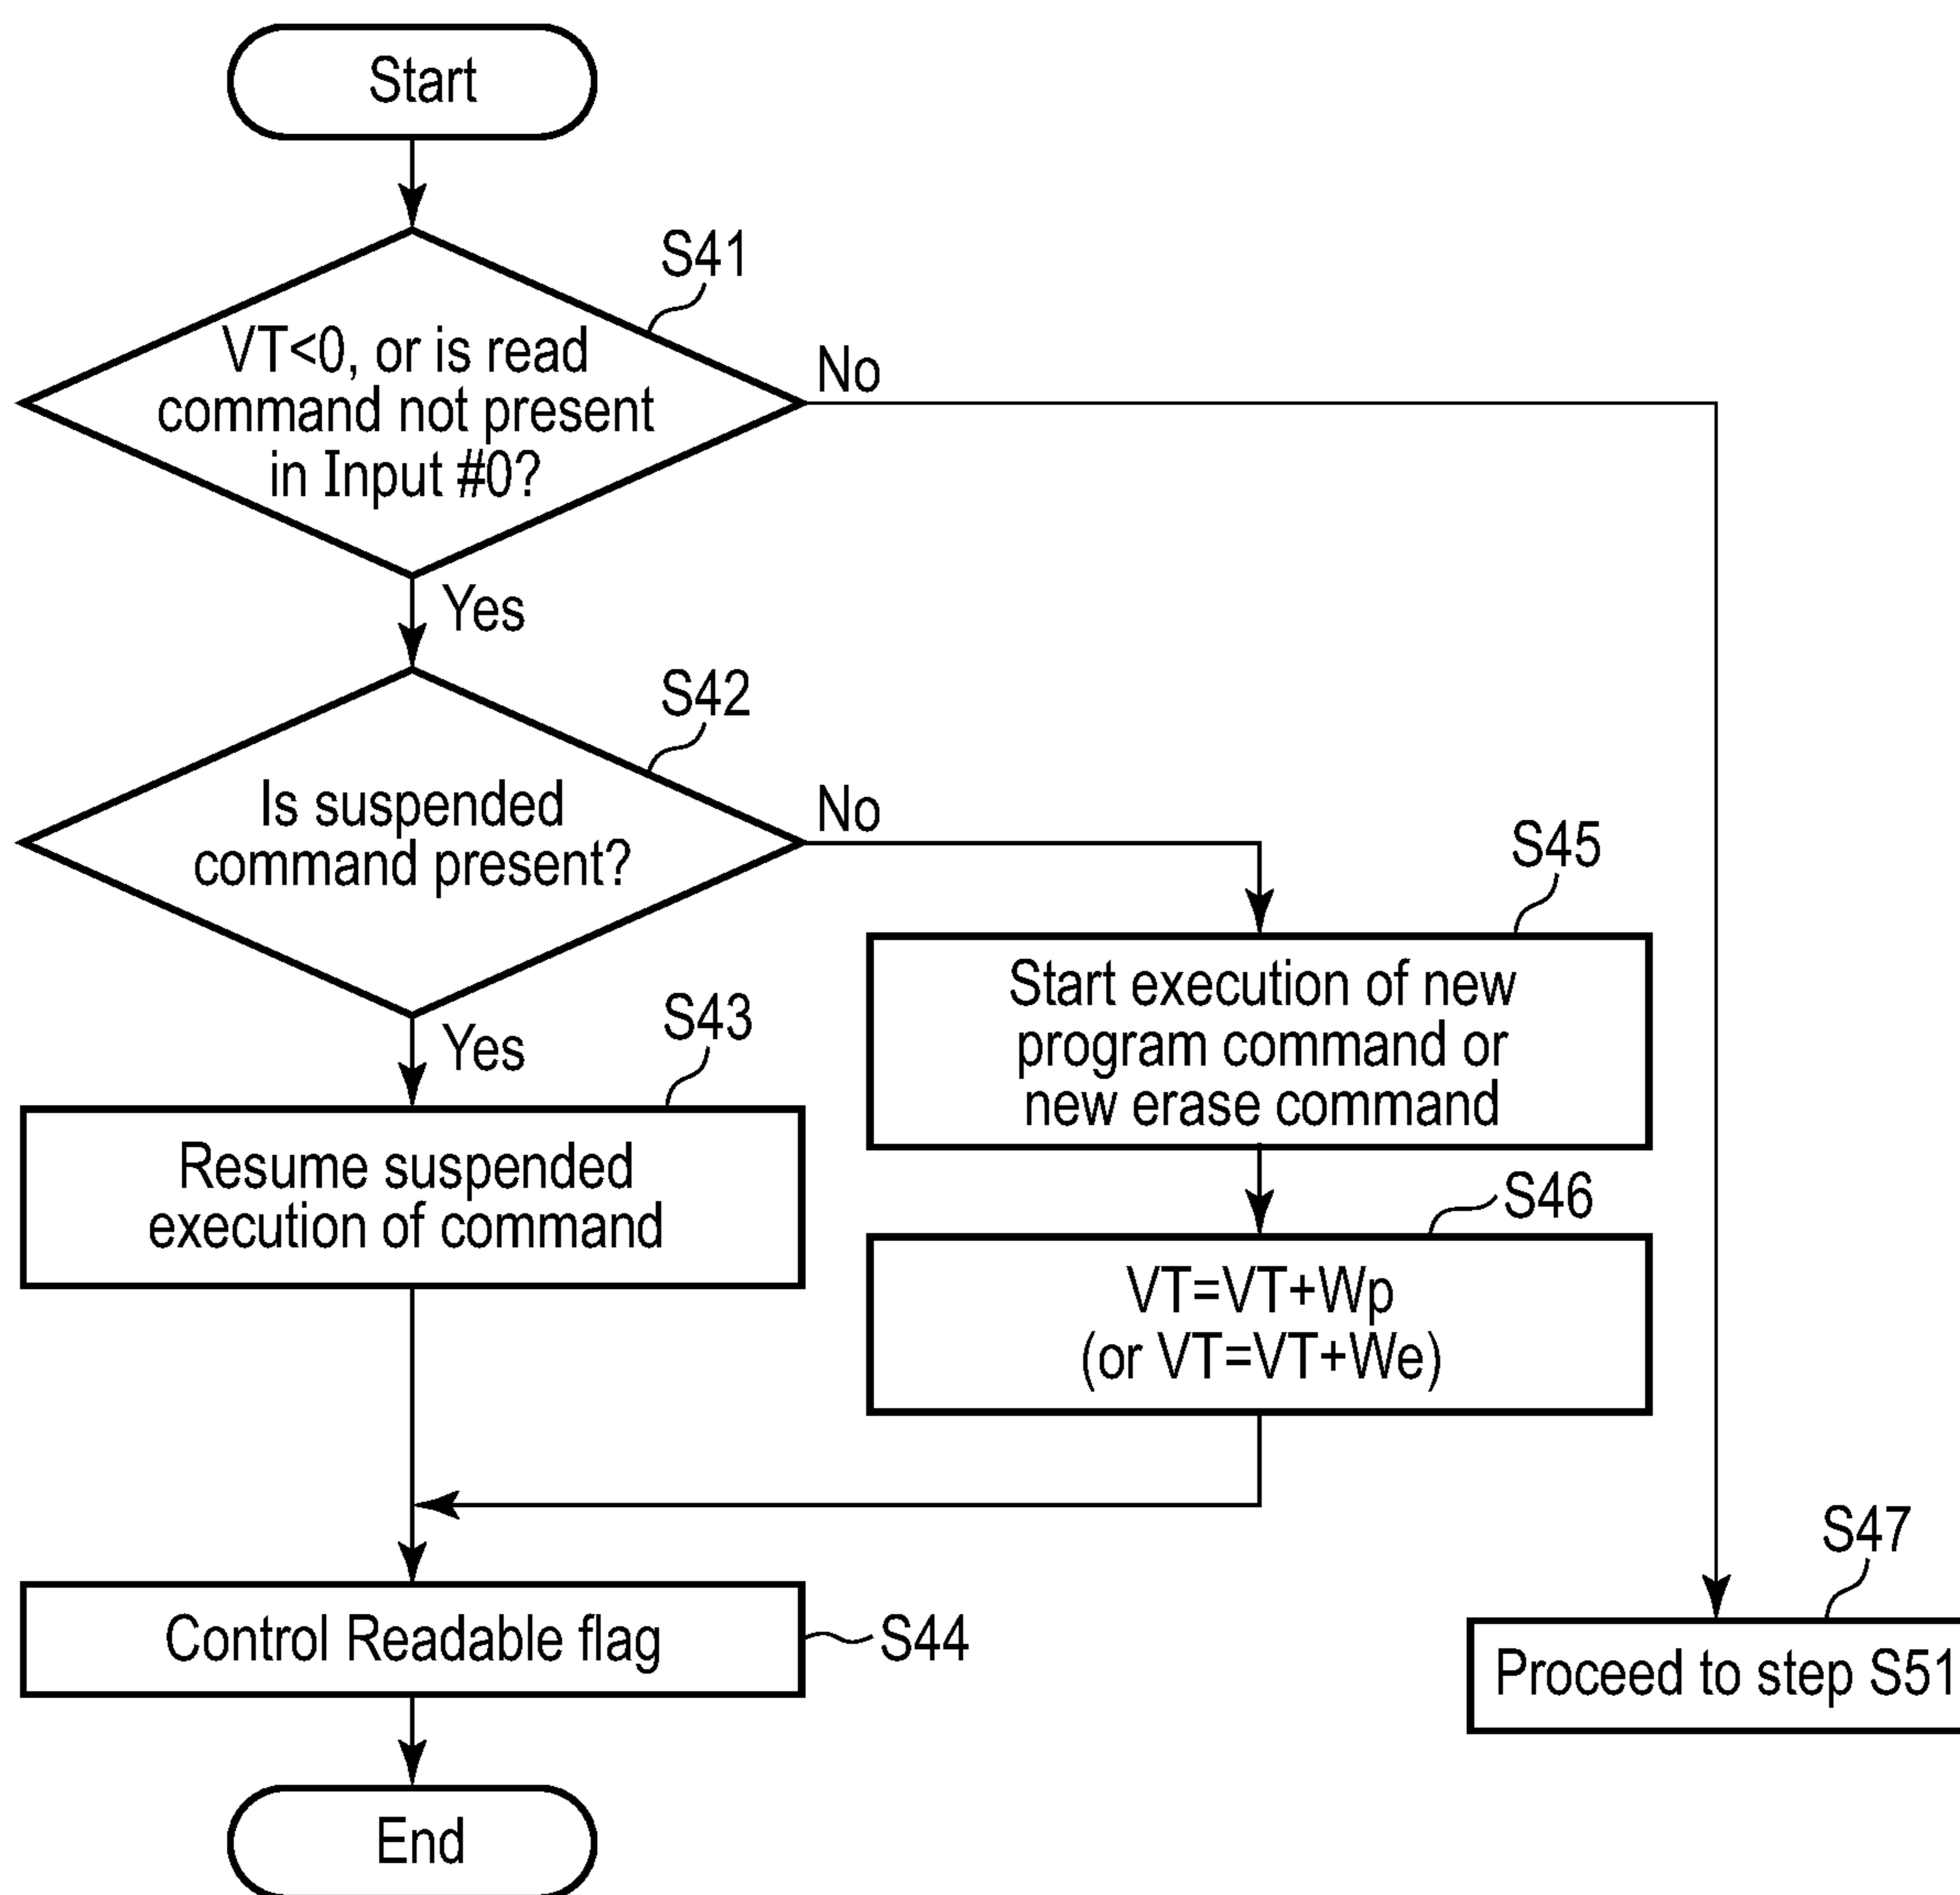 Start
S41
VT<0, or is read
command not present
in Input #0?
No
Yes
S42
Is suspended
command present?
No
Yes
S45
Start execution of new
program command or
new erase command
S43
Resume suspended
execution of command
S46
VT=VT+Wp
(or VT=VT+We)
S47
Control Readable flag
S44
Proceed to step S51
End